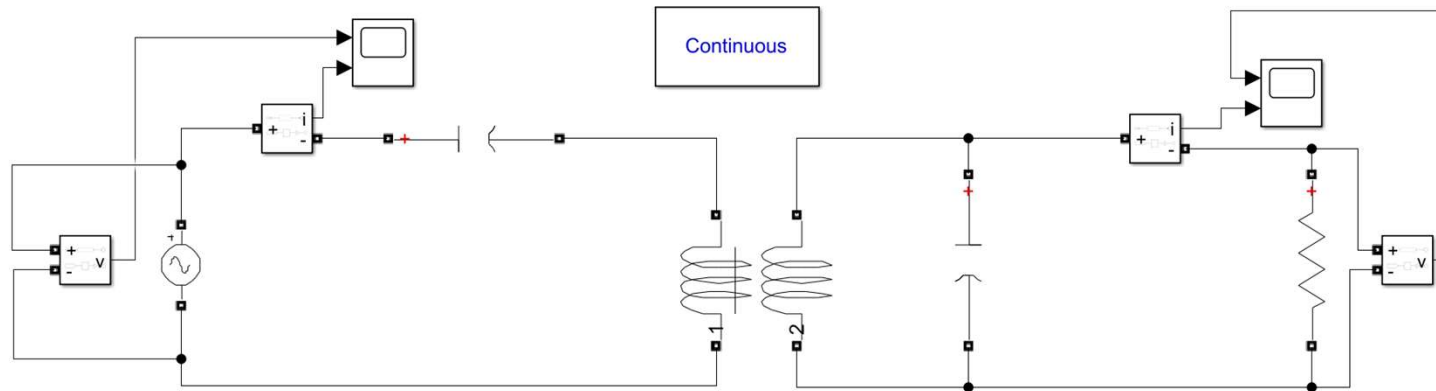 Continuous
i
+
-
+
i
+
-
+
+
+
-
v
+
+
-
v
1
2